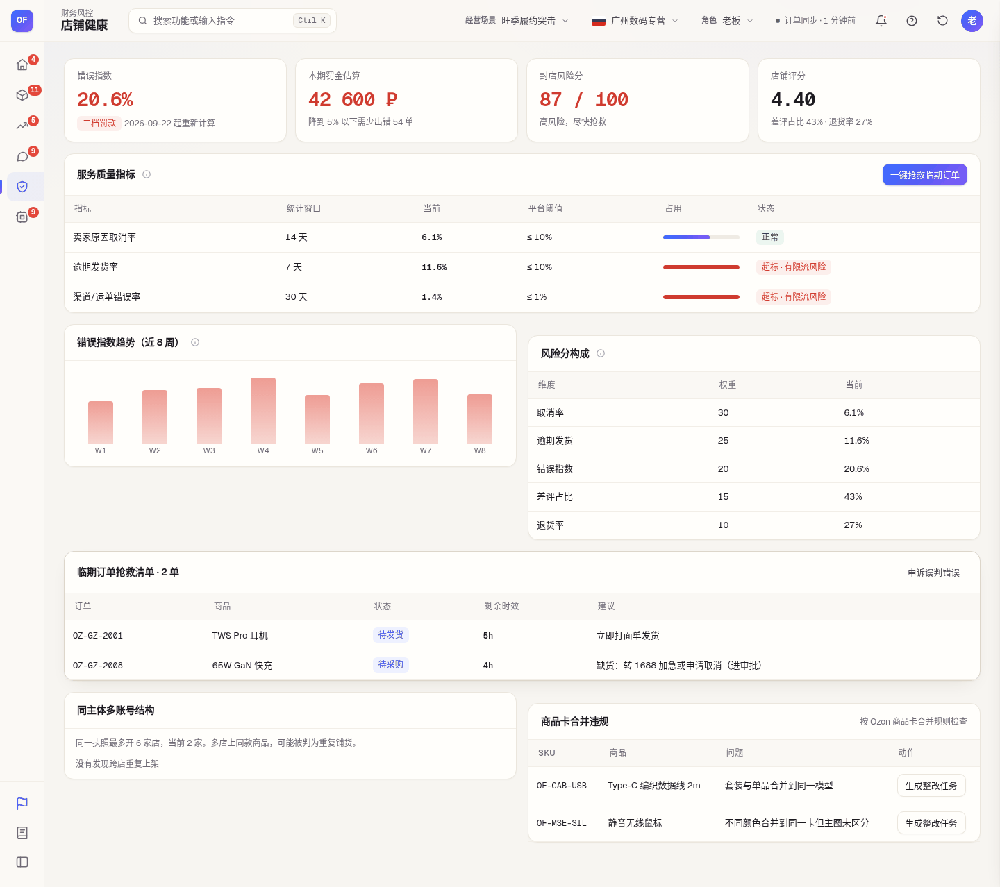 OF
财务风控
店铺健康
搜索功能或输入指令
Ctrl K
经营场景 旺季履约突击
广州数码专营
角色 老板
订单同步 · 1 分钟前
老
4
11
5
9
9
错误指数
20.6%
二档罚款 2026-09-22 起重新计算
本期罚金估算
42 600 ₽
降到 5% 以下需少出错 54 单
封店风险分
87 / 100
高风险，尽快抢救
店铺评分
4.40
差评占比 43% · 退货率 27%
服务质量指标
一键抢救临期订单
指标 统计窗口 当前 平台阈值 占用 状态
卖家原因取消率 14 天 6.1% ≤ 10% 正常
逾期发货率 7 天 11.6% ≤ 10% 超标 · 有限流风险
渠道/运单错误率 30 天 1.4% ≤ 1% 超标 · 有限流风险
错误指数趋势（近 8 周）
W1 W2 W3 W4 W5 W6 W7 W8
风险分构成
维度 权重 当前
取消率 30 6.1%
逾期发货 25 11.6%
错误指数 20 20.6%
差评占比 15 43%
退货率 10 27%
临期订单抢救清单 · 2 单
申诉误判错误
订单 商品 状态 剩余时效 建议
OZ-GZ-2001 TWS Pro 耳机 待发货 5h 立即打面单发货
OZ-GZ-2008 65W GaN 快充 待采购 4h 缺货：转 1688 加急或申请取消（进审批）
同主体多账号结构
同一执照最多开 6 家店，当前 2 家。多店上同款商品，可能被判为重复铺货。
没有发现跨店重复上架
商品卡合并违规
按 Ozon 商品卡合并规则检查
SKU 商品 问题 动作
OF-CAB-USB Type-C 编织数据线 2m 套装与单品合并到同一模型 生成整改任务
OF-MSE-SIL 静音无线鼠标 不同颜色合并到同一卡但主图未区分 生成整改任务